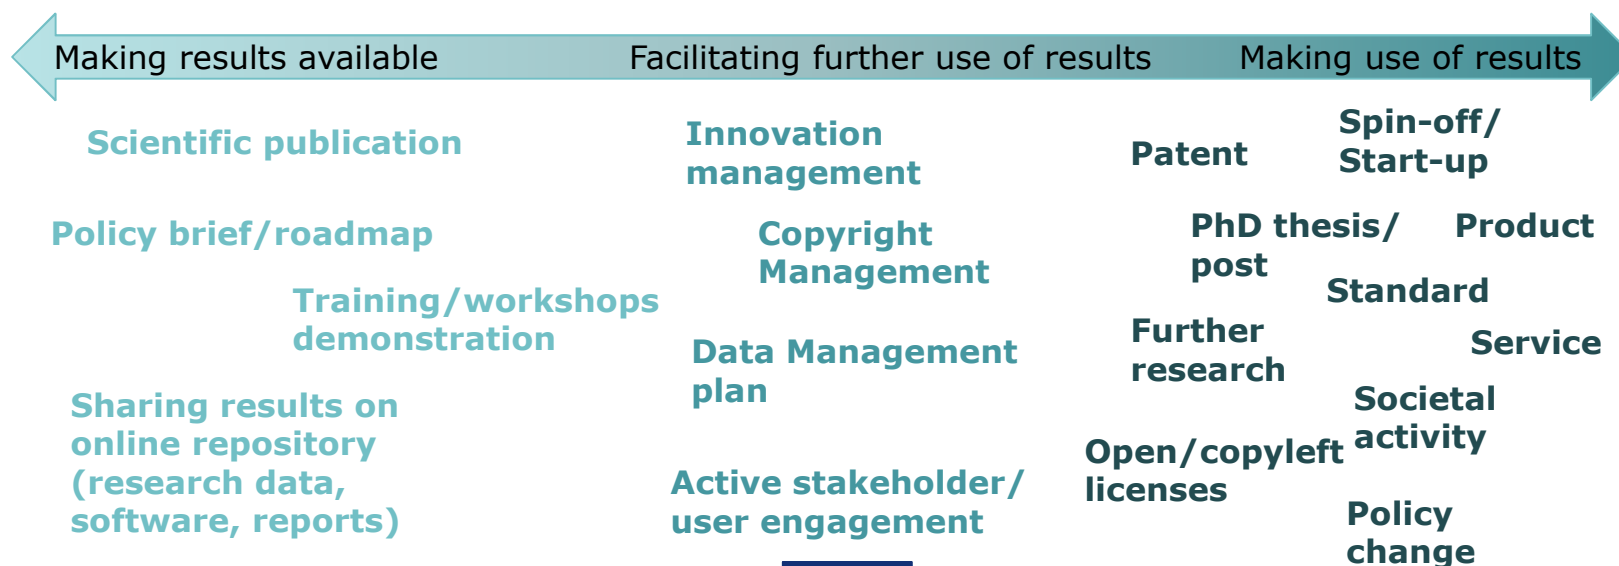 Making results available
Facilitating further use of results
Making use of results
Scientific publication
Policy brief/roadmap
Training/workshops
demonstration
Sharing results on
online repository
(research data,
software, reports)
Innovation
management
Copyright
Management
Data Management
plan
Active stakeholder/
user engagement
Patent
Spin-off/
Start-up
PhD thesis/
post
Product
Standard
Further
research
Service
Societal
activity
Open/copyleft
licenses
Policy
change